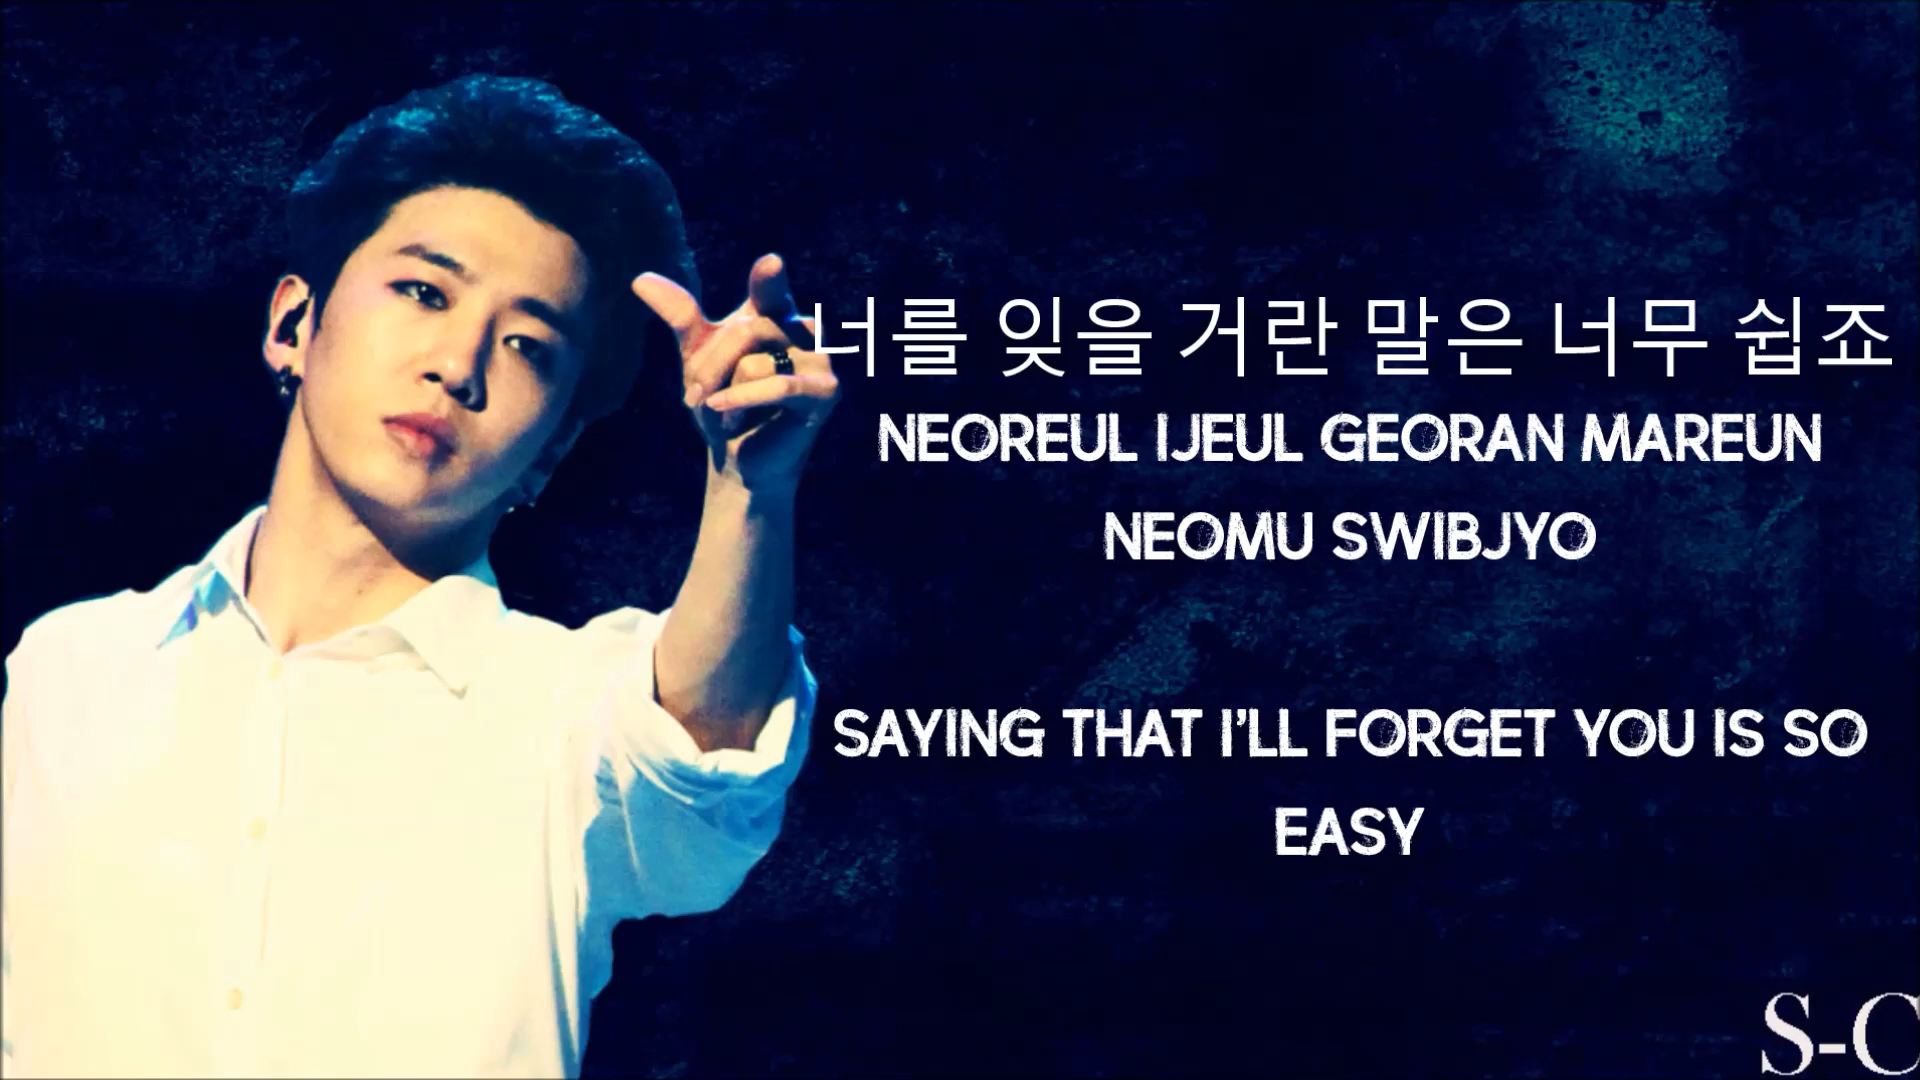 너를 잊을 거란 말은 너무 쉽죠
NEOREUL IJEUL GEORAN MAREUN
NEOMU SWIBJYO
SAYING THAT I'LL FORGET YOU IS SO
EASY
S-C